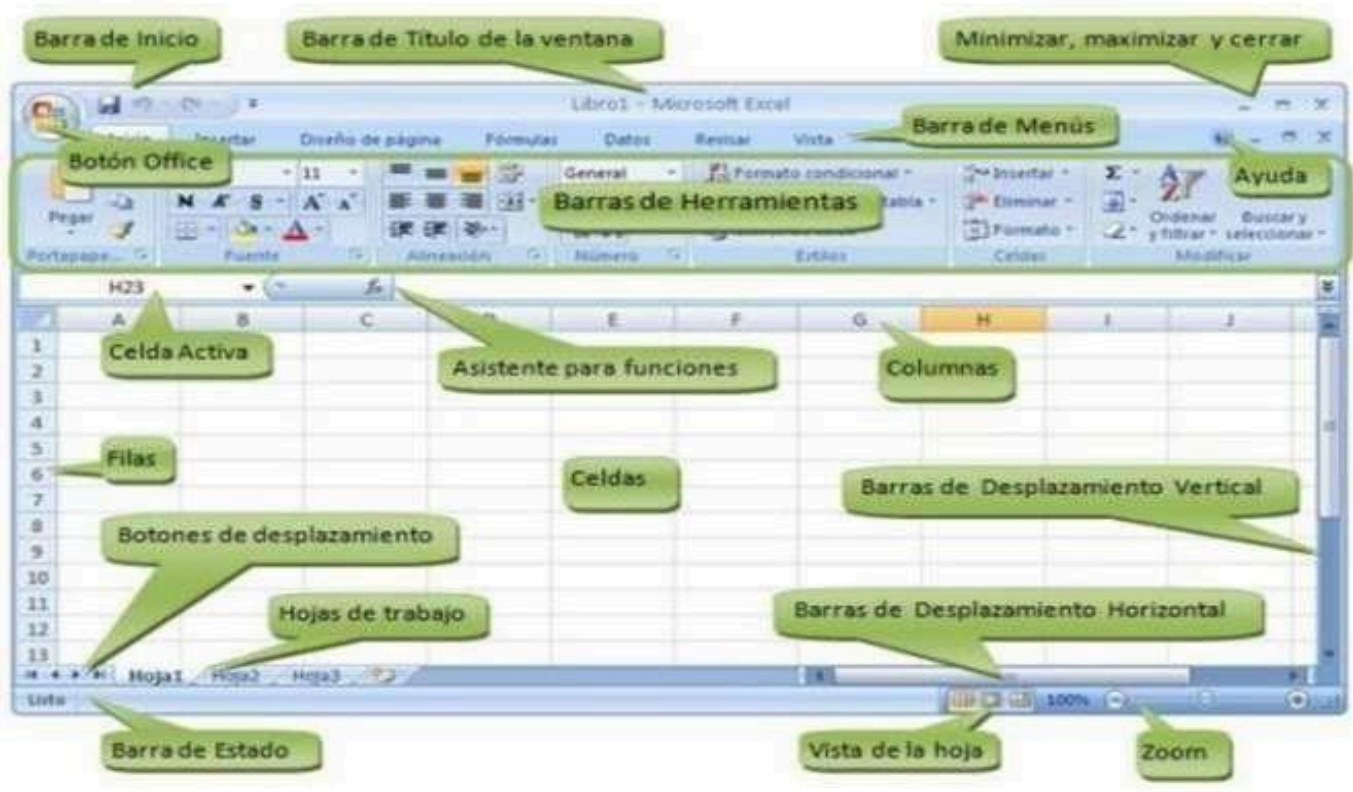 Barra de Inicio
Barra de Título de la ventana
Minimizar, maximizar y cerrar
Libro1 - Microsoft Excel
Insertar Diseño de página Fórmulas Datos Revisar Vista
Barra de Menús
Botón Office
Ayuda
11 General Formato condicional Insertar
Barras de Herramientas
N K S A A tabla Eliminar
Pegar Formato Ordenar y filtrar Buscar y seleccionar
Portapape... Fuente Alineación Número Estilos Celdas Modificar
H23 fx
A B C E F G H I J
Celda Activa
Asistente para funciones
Columnas
1
2
3
4
5
Filas
6
Celdas
Barras de Desplazamiento Vertical
7
8
Botones de desplazamiento
9
10
11
Hojas de trabajo
Barras de Desplazamiento Horizontal
12
13
Hoja1 Hoja2 Hoja3
Listo 100%
Barra de Estado
Vista de la hoja
Zoom